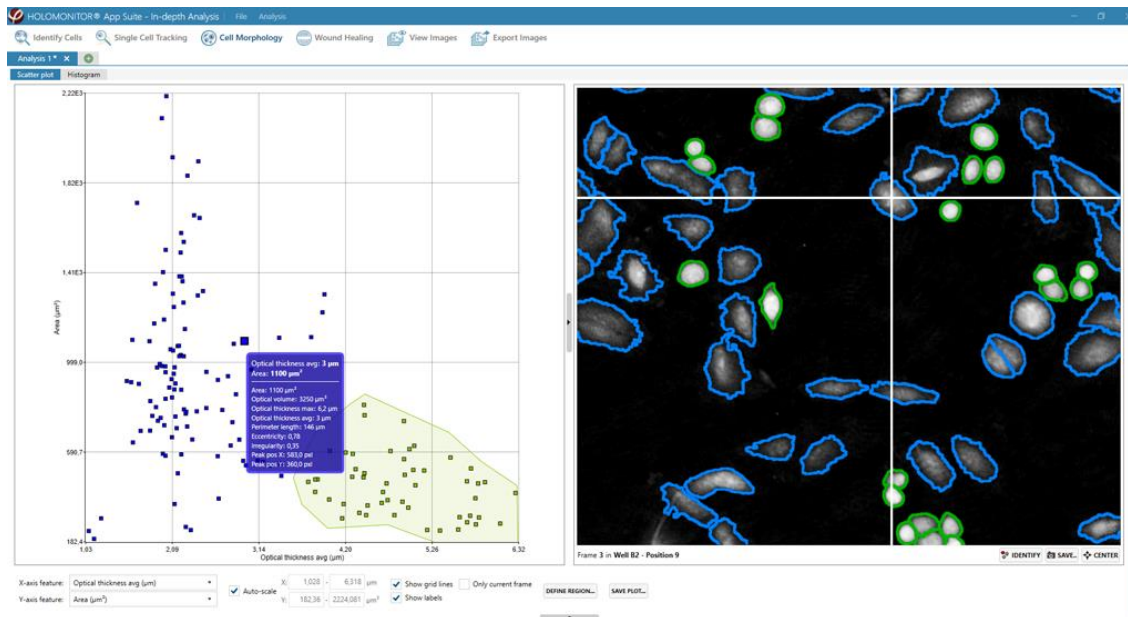 HOLOMONITOR® App Suite - In-depth Analysis File Analysis
Identify Cells Single Cell Tracking Cell Morphology Wound Healing View Images Export Images
Analysis 1*
Scatter plot Histogram
2,22E3
1,82E3
1,41E3
999,0
590,7
182,4
Area (µm²)
1,03 2,09 3,14 4,20 5,26 6,32
Optical thickness avg (µm)
Optical thickness avg: 3 µm
Area: 1100 µm²
Area: 1100 µm²
Optical volume: 3250 µm³
Optical thickness max: 6,2 µm
Optical thickness avg: 3 µm
Perimeter length: 146 µm
Eccentricity: 0,78
Irregularity: 0,35
Peak pos X: 583,0 pxl
Peak pos Y: 360,0 pxl
Frame 3 in Well B2 - Position 9 IDENTIFY SAVE... CENTER
X-axis feature: Optical thickness avg (µm)
Y-axis feature: Area (µm²)
Auto-scale
X: 1,028 - 6,318 µm
Y: 182,36 - 2224,081 µm²
Show grid lines Only current frame
Show labels
DEFINE REGION... SAVE PLOT...